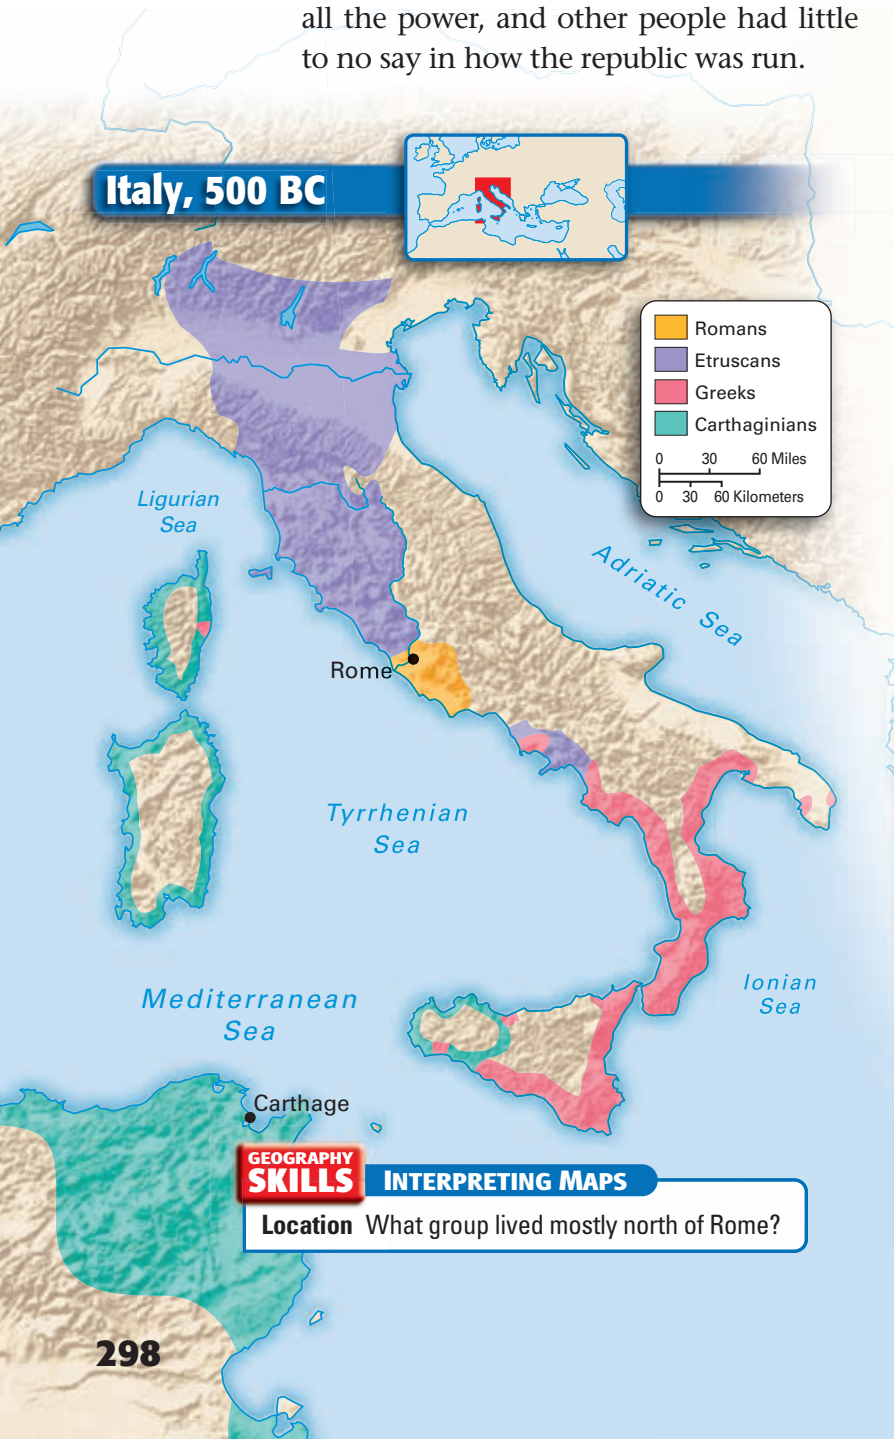 all the power, and other people had little
to no say in how the republic was run.
Italy, 500 BC
Romans
Etruscans
Greeks
Carthaginians
0 30 60 Miles
0 30 60 Kilometers
Ligurian
Sea
Adriatic Sea
Rome
Tyrrhenian
Sea
Mediterranean
Sea
Ionian
Sea
Carthage
GEOGRAPHY
SKILLS
INTERPRETING MAPS
Location What group lived mostly north of Rome?
298